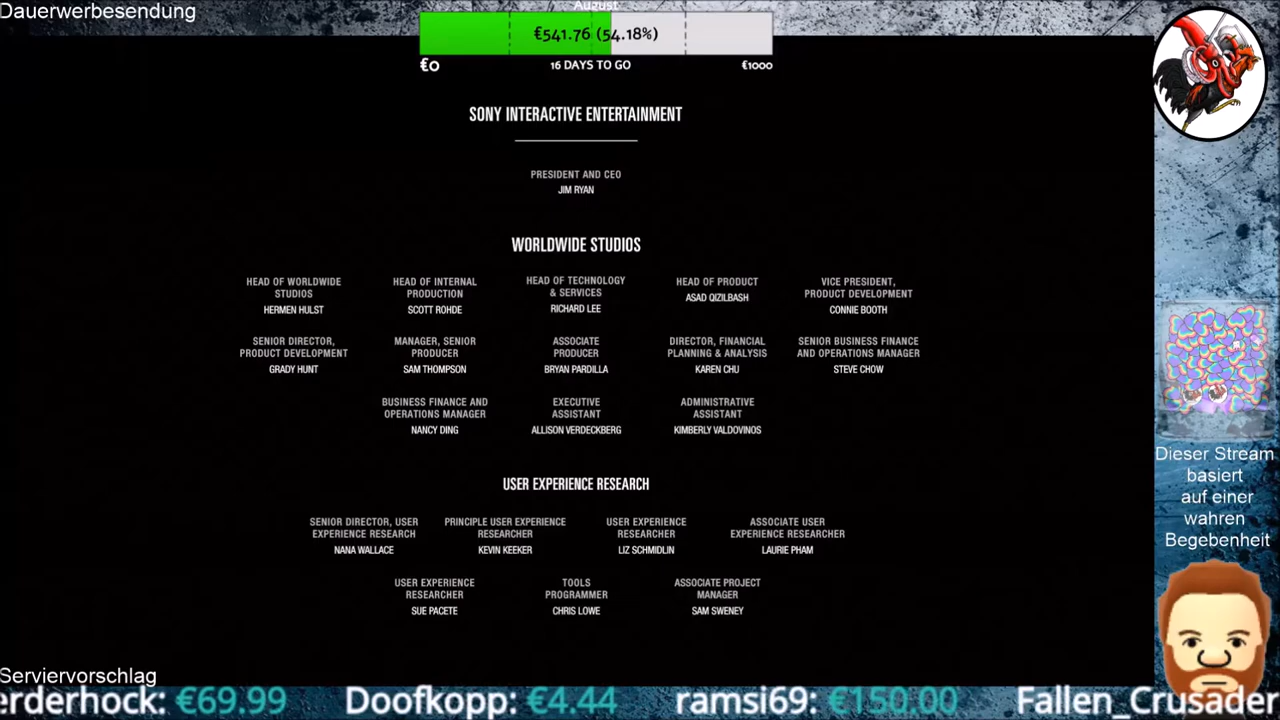 Dauerwerbesendung
August
€541.76 (54.18%)
€0
16 DAYS TO GO
€1000
SONY INTERACTIVE ENTERTAINMENT
PRESIDENT AND CEO
JIM RYAN
WORLDWIDE STUDIOS
HEAD OF WORLDWIDE
STUDIOS
HERMEN HULST
HEAD OF INTERNAL
PRODUCTION
SCOTT ROHDE
HEAD OF TECHNOLOGY
& SERVICES
RICHARD LEE
HEAD OF PRODUCT
ASAD QIZILBASH
VICE PRESIDENT,
PRODUCT DEVELOPMENT
CONNIE BOOTH
SENIOR DIRECTOR,
PRODUCT DEVELOPMENT
GRADY HUNT
MANAGER, SENIOR
PRODUCER
SAM THOMPSON
ASSOCIATE
PRODUCER
BRYAN PARDILLA
DIRECTOR, FINANCIAL
PLANNING & ANALYSIS
KAREN CHU
SENIOR BUSINESS FINANCE
AND OPERATIONS MANAGER
STEVE CHOW
BUSINESS FINANCE AND
OPERATIONS MANAGER
NANCY DING
EXECUTIVE
ASSISTANT
ALLISON VERDECKBERG
ADMINISTRATIVE
ASSISTANT
KIMBERLY VALDOVINOS
USER EXPERIENCE RESEARCH
SENIOR DIRECTOR, USER
EXPERIENCE RESEARCH
NANA WALLACE
PRINCIPLE USER EXPERIENCE
RESEARCHER
KEVIN KEEKER
USER EXPERIENCE
RESEARCHER
LIZ SCHMIDLIN
ASSOCIATE USER
EXPERIENCE RESEARCHER
LAURIE PHAM
USER EXPERIENCE
RESEARCHER
SUE PACETE
TOOLS
PROGRAMMER
CHRIS LOWE
ASSOCIATE PROJECT
MANAGER
SAM SWENEY
Dieser Stream
basiert
auf einer
wahren
Begebenheit
Serviervorschlag
erderhock: €69.99 Doofkopp: €4.44 ramsi69: €150.00 Fallen_Crusader